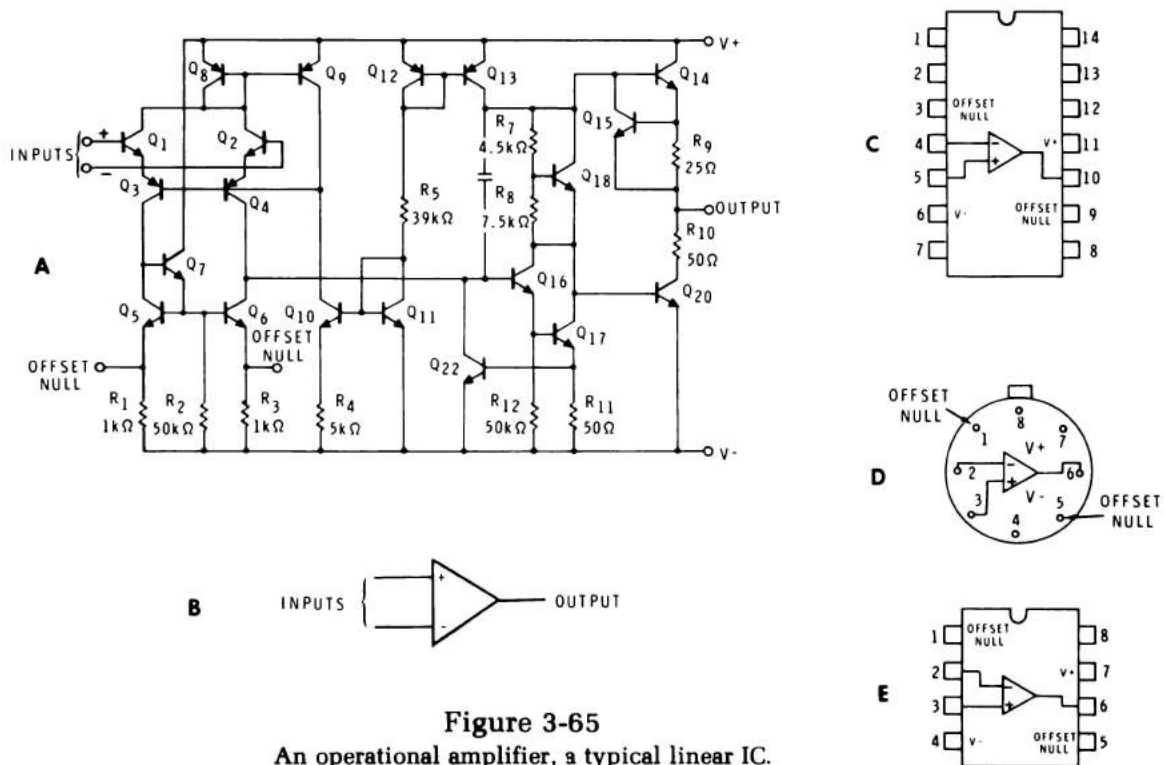 A
V+
Q8
Q9
Q12
Q13
Q14
Q15
INPUTS
+
-
Q1
Q2
Q3
Q4
R5
39kΩ
R7
4.5kΩ
R8
7.5kΩ
Q18
R9
25Ω
OUTPUT
R10
50Ω
Q7
Q5
Q6
Q10
Q11
Q16
Q17
Q20
Q22
OFFSET
NULL
OFFSET
NULL
R1
1kΩ
R2
50kΩ
R3
1kΩ
R4
5kΩ
R12
50kΩ
R11
50Ω
V-
B
INPUTS
+
-
OUTPUT
C
1
2
3
4
5
6
7
14
13
12
11
10
9
8
OFFSET
NULL
-
+
V+
V-
OFFSET
NULL
D
OFFSET
NULL
1
8
7
2
V+
-
+
6
3
V-
5
4
OFFSET
NULL
E
1
2
3
4
8
7
6
5
OFFSET
NULL
V+
-
+
V-
OFFSET
NULL
Figure 3-65
An operational amplifier, a typical linear IC.